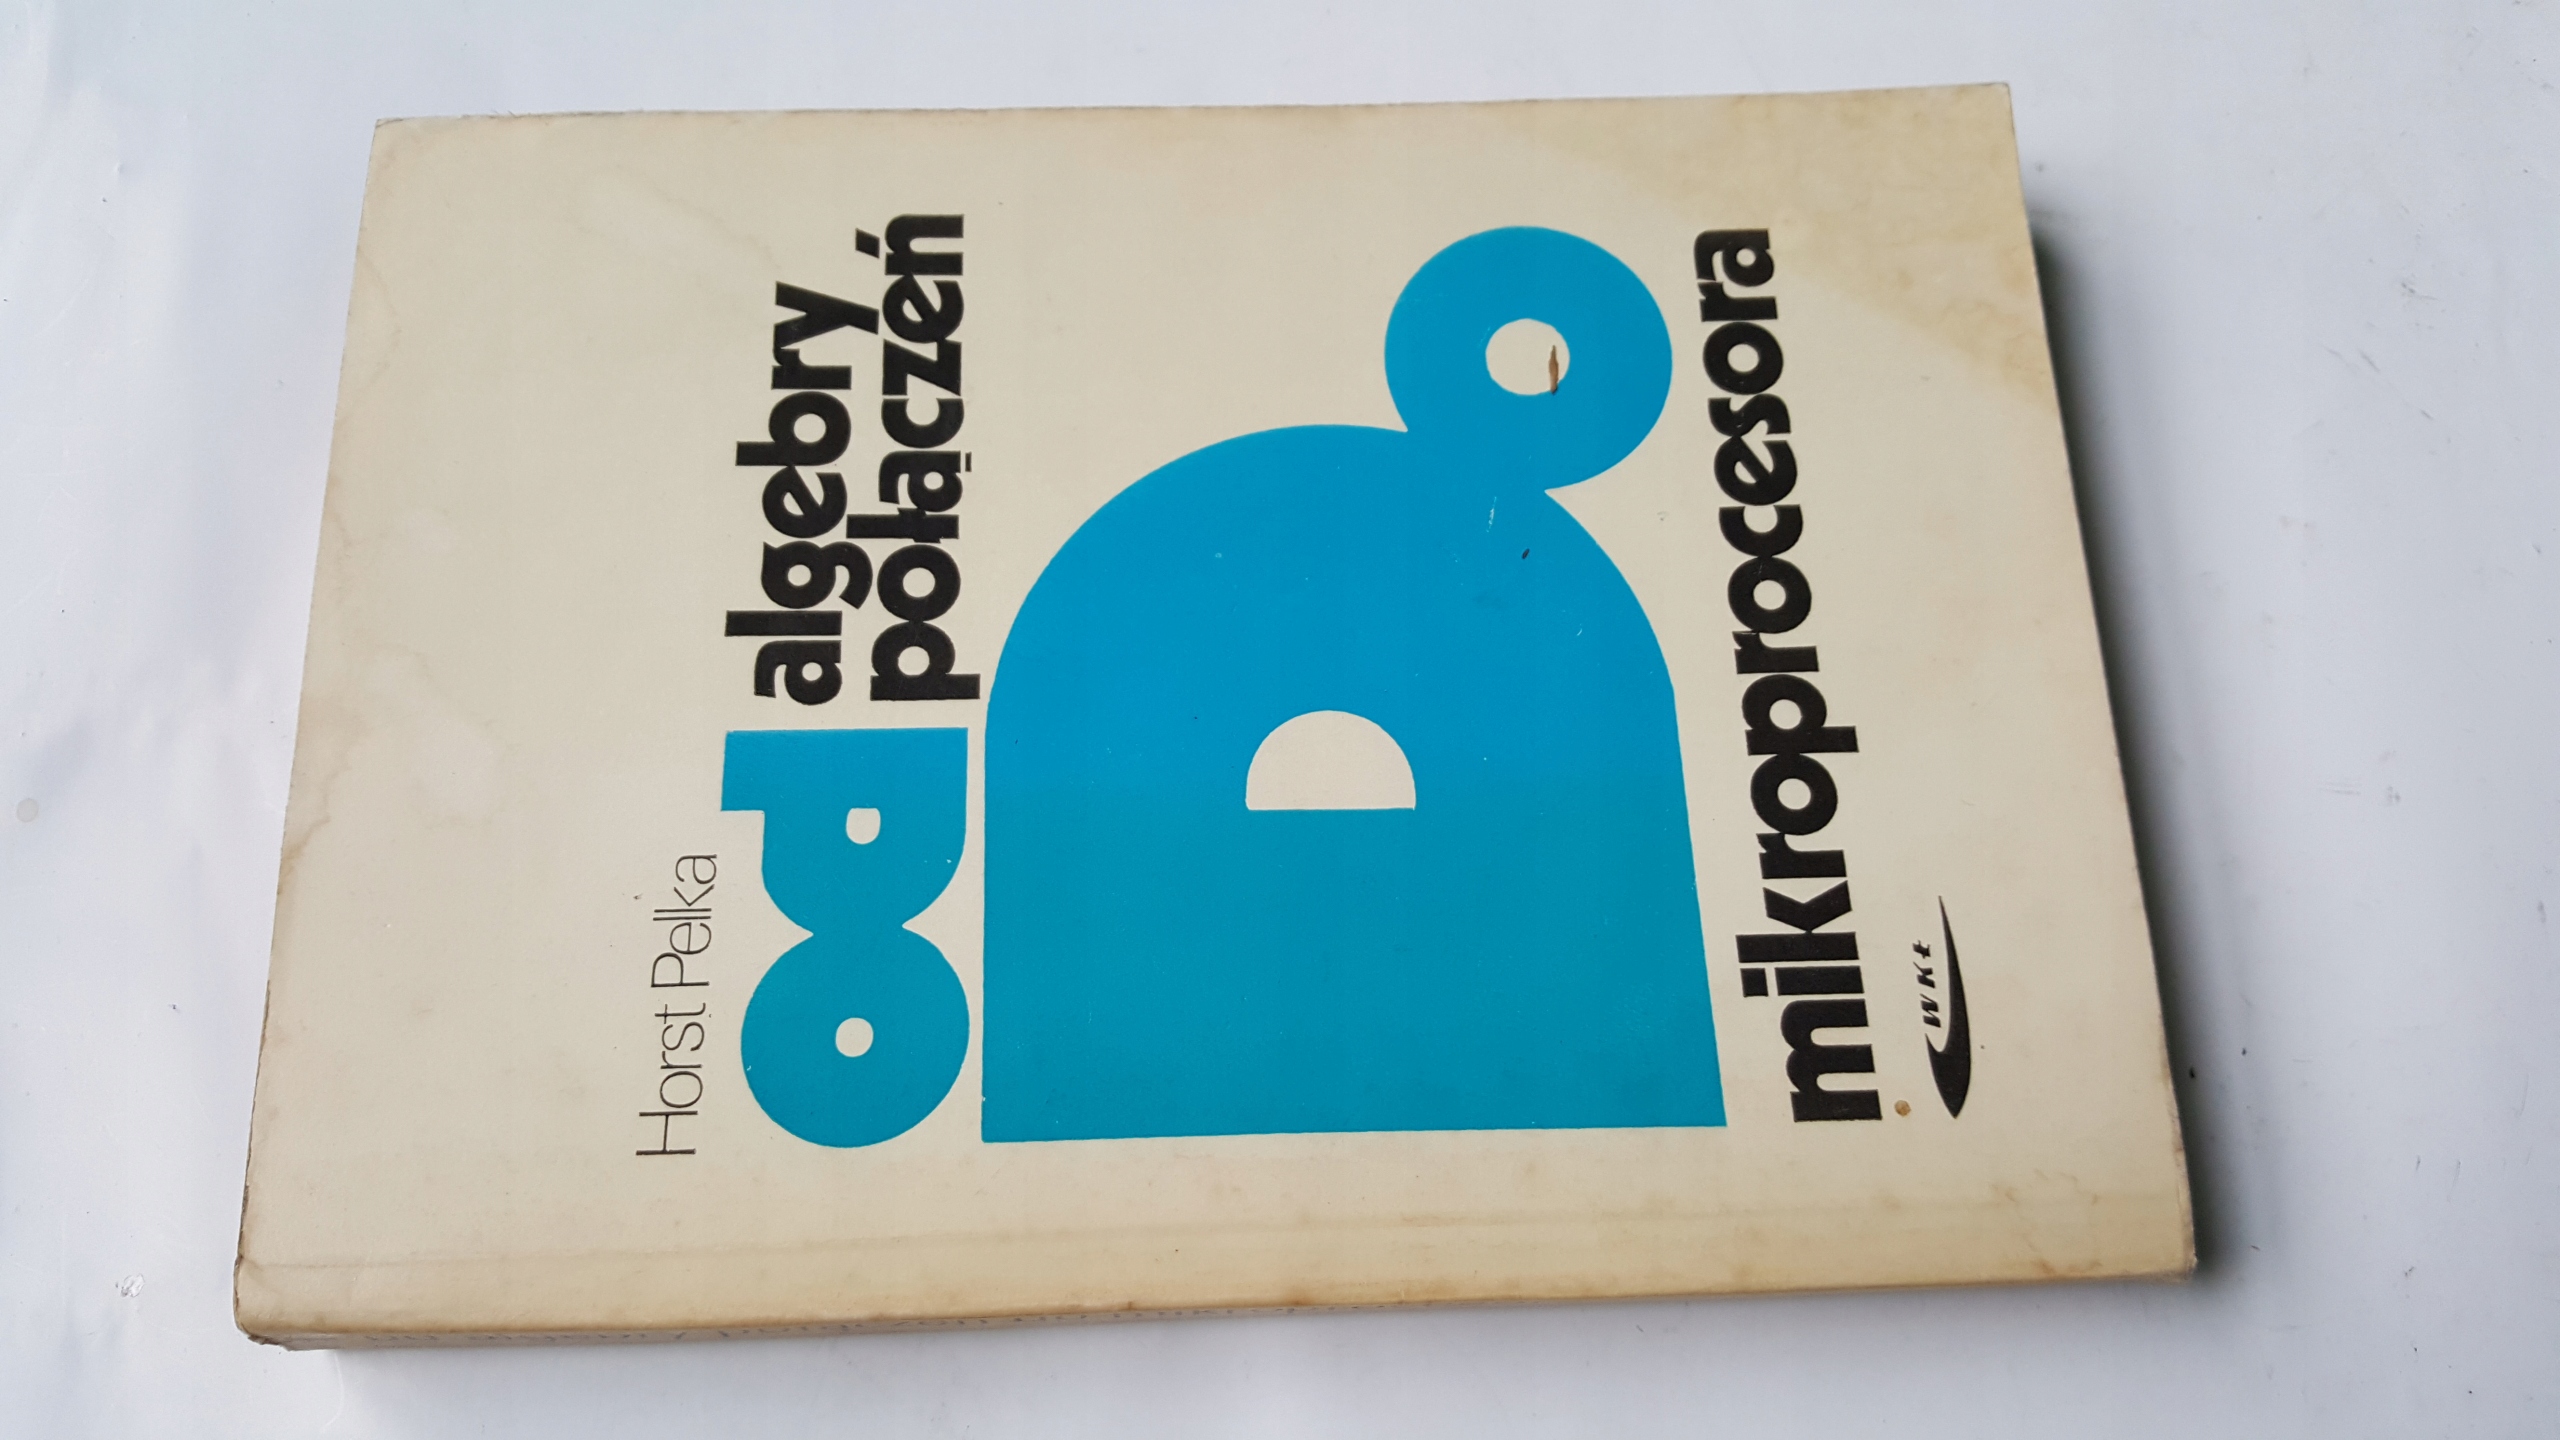 Horst Pelka
od algebry
połączeń
Do
mikroprocesora
WKŁ